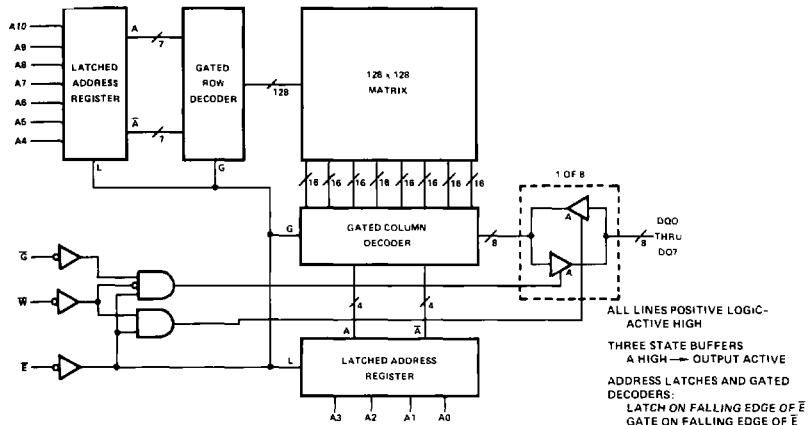 A10
A9
A8
A7
A6
A5
A4
LATCHED
ADDRESS
REGISTER
L
A
7
A
7
GATED
ROW
DECODER
G
128
128 x 128
MATRIX
16 16 16 16 16 16 16 16
G
GATED COLUMN
DECODER
8
1 OF 8
A
A
8
DQ0
THRU
DQ7
G
W
E
4
4
A
A
L
LATCHED ADDRESS
REGISTER
A3 A2 A1 A0
ALL LINES POSITIVE LOGIC-
ACTIVE HIGH
THREE STATE BUFFERS
A HIGH → OUTPUT ACTIVE
ADDRESS LATCHES AND GATED
DECODERS:
LATCH ON FALLING EDGE OF E
GATE ON FALLING EDGE OF E